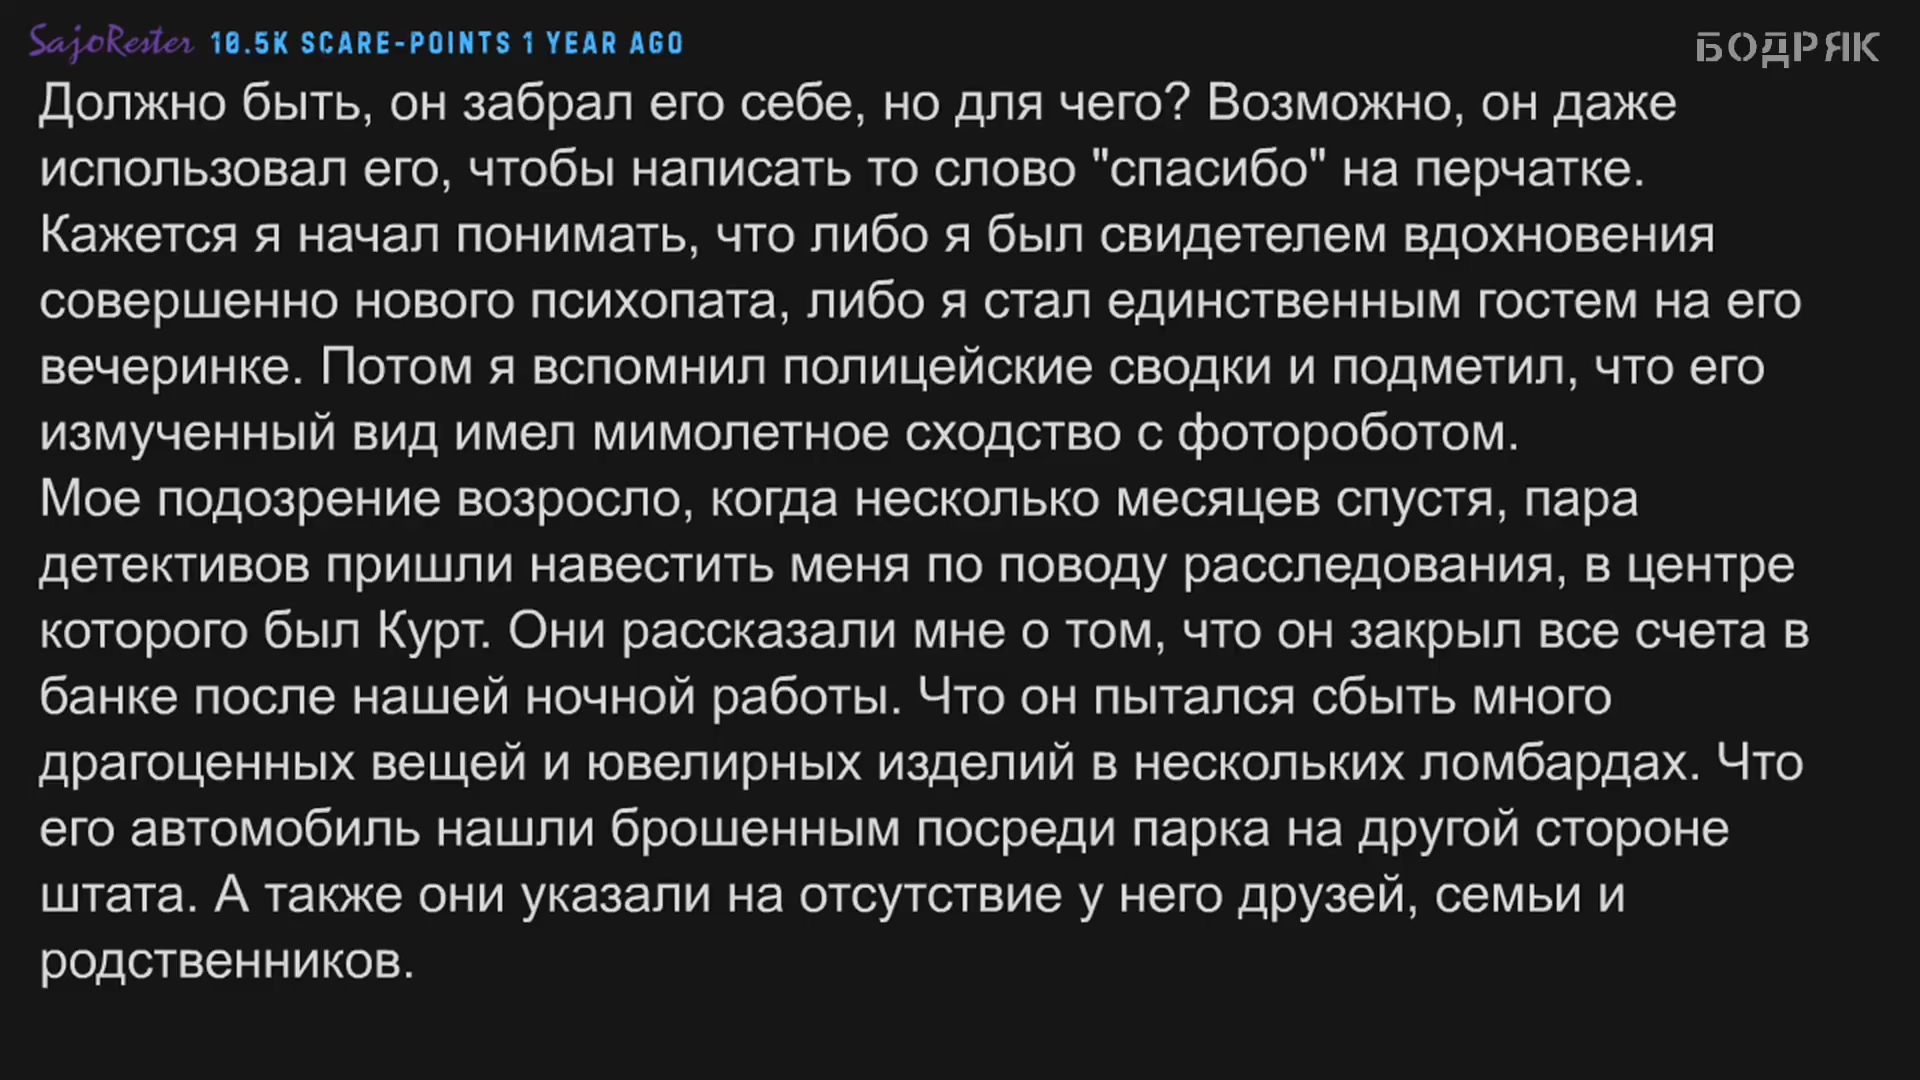 SajoRester 10.5K SCARE-POINTS 1 YEAR AGO
БОДРЯК
Должно быть, он забрал его себе, но для чего? Возможно, он даже
использовал его, чтобы написать то слово "спасибо" на перчатке.
Кажется я начал понимать, что либо я был свидетелем вдохновения
совершенно нового психопата, либо я стал единственным гостем на его
вечеринке. Потом я вспомнил полицейские сводки и подметил, что его
измученный вид имел мимолетное сходство с фотороботом.
Мое подозрение возросло, когда несколько месяцев спустя, пара
детективов пришли навестить меня по поводу расследования, в центре
которого был Курт. Они рассказали мне о том, что он закрыл все счета в
банке после нашей ночной работы. Что он пытался сбыть много
драгоценных вещей и ювелирных изделий в нескольких ломбардах. Что
его автомобиль нашли брошенным посреди парка на другой стороне
штата. А также они указали на отсутствие у него друзей, семьи и
родственников.